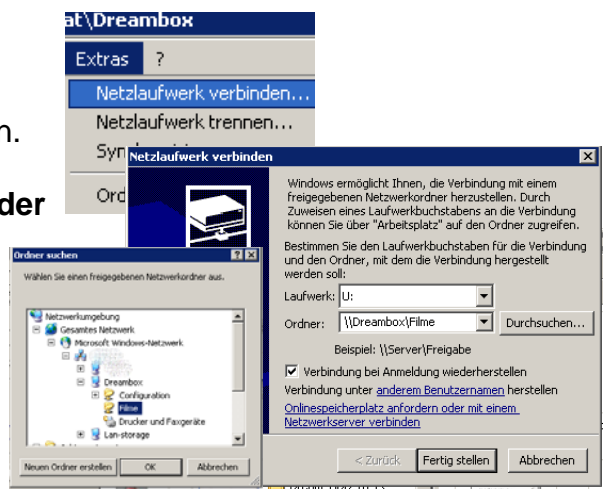 at\Dreambox
Extras ?
Netzlaufwerk verbinden...
Netzlaufwerk trennen...
Syn
Ord
n.
der
Netzlaufwerk verbinden
Windows ermöglicht Ihnen, die Verbindung mit einem
freigegebenen Netzwerkordner herzustellen. Durch
Zuweisen eines Laufwerkbuchstabens an die Verbindung
können Sie über "Arbeitsplatz" auf den Ordner zugreifen.
Bestimmen Sie den Laufwerkbuchstaben für die Verbindung
und den Ordner, mit dem die Verbindung hergestellt
werden soll:
Laufwerk: U:
Ordner: \\Dreambox\Filme Durchsuchen...
Beispiel: \\Server\Freigabe
Verbindung bei Anmeldung wiederherstellen
Verbindung unter anderem Benutzernamen herstellen
Onlinespeicherplatz anfordern oder mit einem
Netzwerkserver verbinden
< Zurück Fertig stellen Abbrechen
Ordner suchen
Wählen Sie einen freigegebenen Netzwerkordner aus.
Netzwerkumgebung
Gesamtes Netzwerk
Microsoft Windows-Netzwerk
Dreambox
Configuration
Filme
Drucker und Faxgeräte
Lan-storage
Neuen Ordner erstellen OK Abbrechen